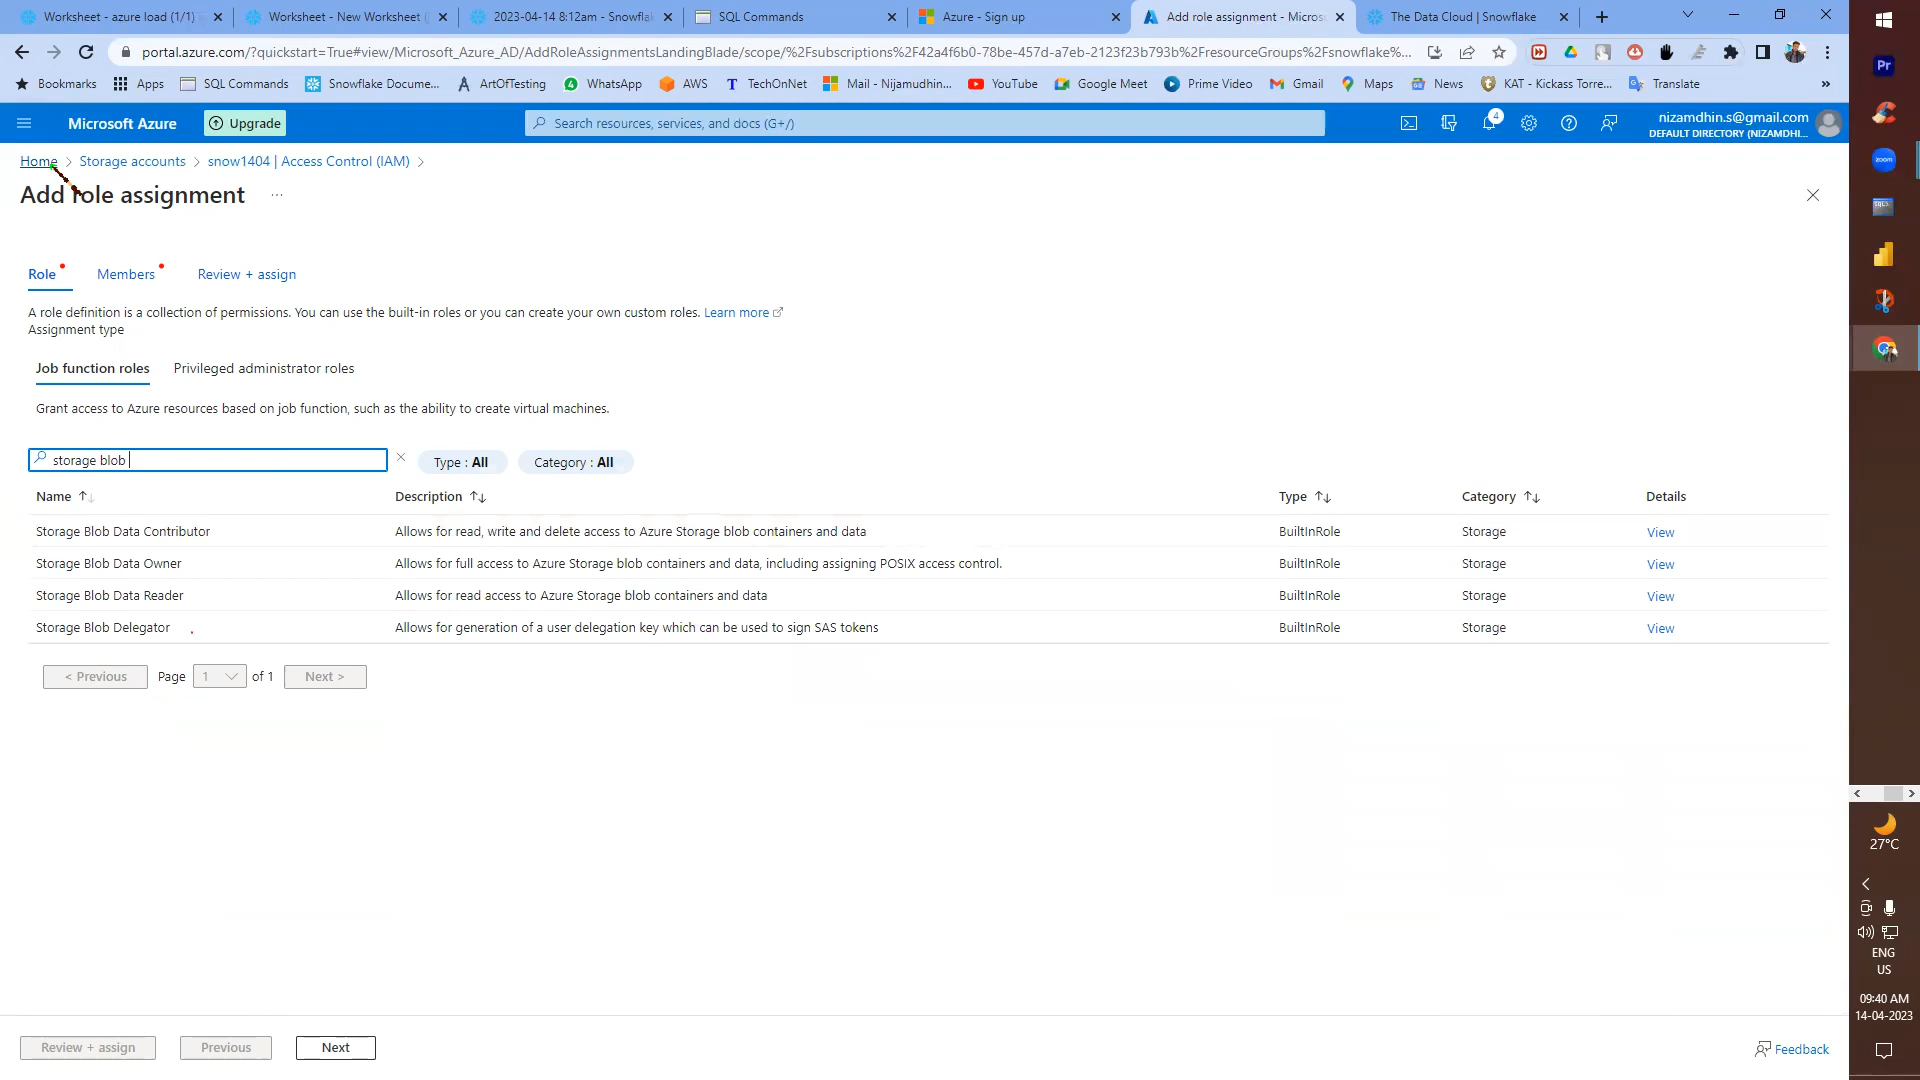 Worksheet - azure load (1/1)
Worksheet - New Worksheet
2023-04-14 8:12am - Snowfla
SQL Commands
Azure - Sign up
Add role assignment - Micros
The Data Cloud | Snowflake
portal.azure.com/?quickstart=True#view/Microsoft_Azure_AD/AddRoleAssignmentsLandingBlade/scope/%2Fsubscriptions%2F42a4f6b0-78be-457d-a7eb-2123f23b793b%2FresourceGroups%2Fsnowflake%...
Bookmarks Apps SQL Commands Snowflake Docume... ArtOfTesting WhatsApp AWS TechOnNet Mail - Nijamudhin... YouTube Google Meet Prime Video Gmail Maps News KAT - Kickass Torre... Translate »
Microsoft Azure Upgrade Search resources, services, and docs (G+/) 4 nizamdhin.s@gmail.com
DEFAULT DIRECTORY (NIZAMDHI...
Home > Storage accounts > snow1404 | Access Control (IAM) >
Add role assignment ...
Role Members Review + assign
A role definition is a collection of permissions. You can use the built-in roles or you can create your own custom roles. Learn more
Assignment type
Job function roles Privileged administrator roles
Grant access to Azure resources based on job function, such as the ability to create virtual machines.
storage blob Type : All Category : All
Name Description Type Category Details
Storage Blob Data Contributor Allows for read, write and delete access to Azure Storage blob containers and data BuiltInRole Storage View
Storage Blob Data Owner Allows for full access to Azure Storage blob containers and data, including assigning POSIX access control. BuiltInRole Storage View
Storage Blob Data Reader Allows for read access to Azure Storage blob containers and data BuiltInRole Storage View
Storage Blob Delegator Allows for generation of a user delegation key which can be used to sign SAS tokens BuiltInRole Storage View
< Previous Page 1 of 1 Next >
Review + assign Previous Next
Feedback
Pr
zoom
27°C
ENG
US
09:40 AM
14-04-2023